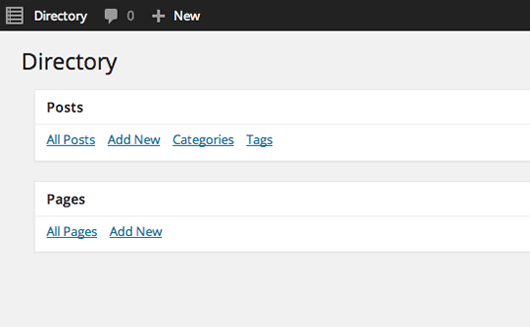 Directory 0 New
Directory
Posts
All Posts Add New Categories Tags
Pages
All Pages Add New